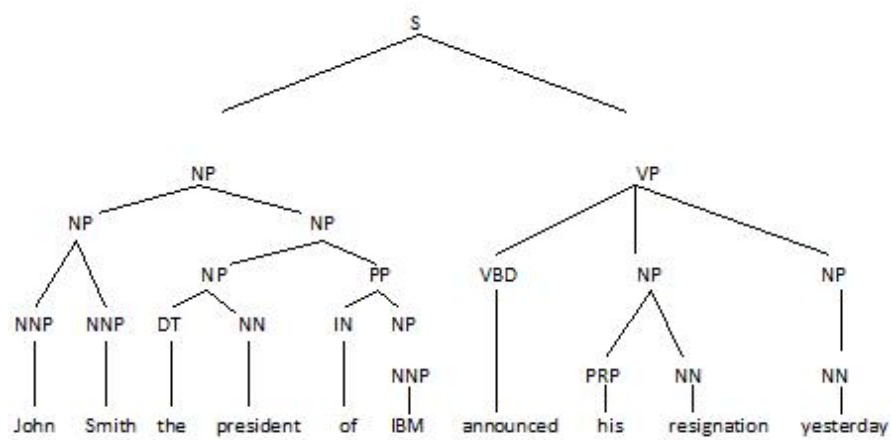 S
NP VP
NP NP
NP PP VBD NP NP
NNP NNP DT NN IN NP
NNP PRP NN NN
John Smith the president of IBM announced his resignation yesterday